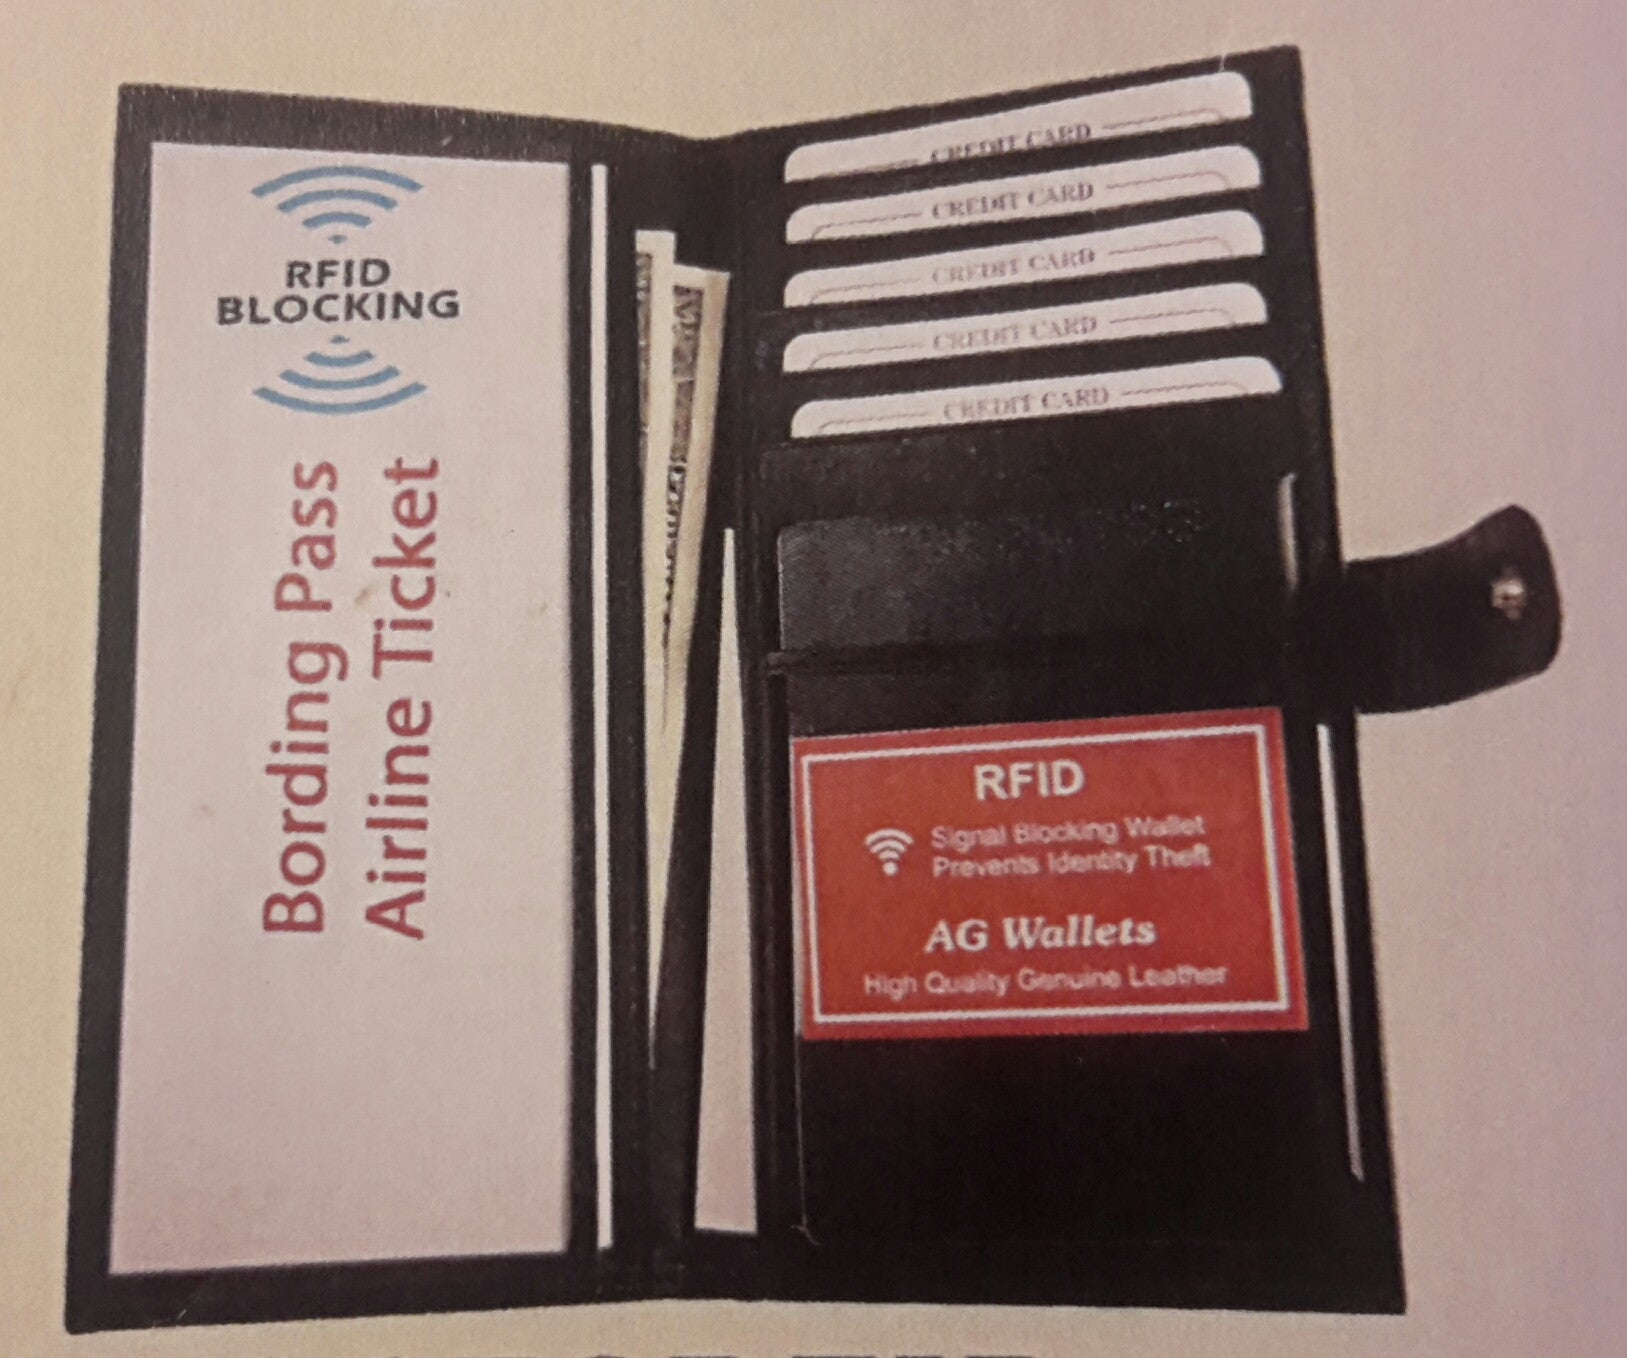 RFID
BLOCKING
Bording Pass
Airline Ticket
CREDIT CARD
CREDIT CARD
CREDIT CARD
CREDIT CARD
CREDIT CARD
RFID
Signal Blocking Wallet
Prevents Identity Theft
AG Wallets
High Quality Genuine Leather